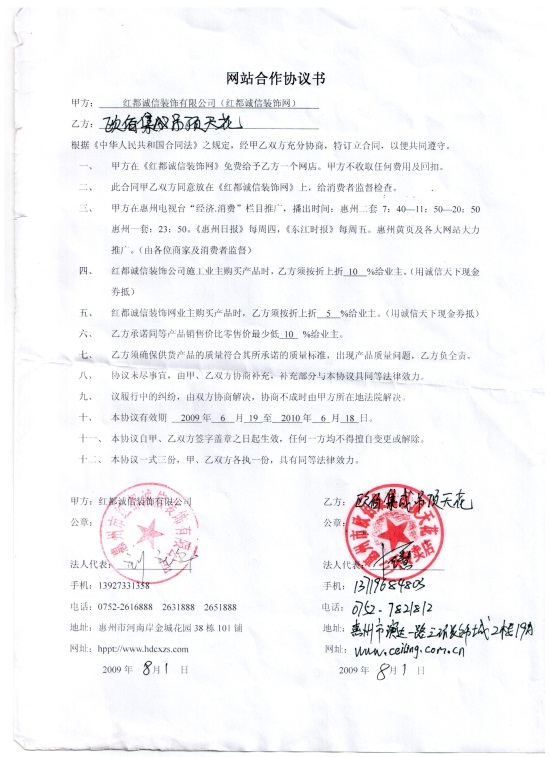 网站合作协议书
甲方： 红都诚信装饰有限公司（红都诚信装饰网）
乙方： 欧佰集成吊顶天花
根据《中华人民共和国合同法》之规定，经甲乙双方充分协商，特订立合同，以便共同遵守。
一、 甲方在《红都诚信装饰网》免费给予乙方一个网店。甲方不收取任何费用及回扣。
二、 此合同甲乙双方同意放在《红都诚信装饰网》上，给消费者监督检查。
三、 甲方在惠州电视台“经济.消费”栏目推广，播出时间：惠州二套 7：40—11：50—20：50
惠州一套：23：50。《惠州日报》每周四，《东江时报》每周五。惠州黄页及各大网站大力
推广。（由各位商家及消费者监督）
四、 红都诚信装饰公司施工业主购买产品时，乙方须按折上折 10 %给业主。（用诚信天下现金
券抵）
五、 红都诚信装饰网业主购买产品时，乙方须按折上折 5 %给业主。（用诚信天下现金券抵）
六、 乙方承诺同等产品销售价比零售价最少低 10 %给业主。
七、 乙方须确保供货产品的质量符合其所承诺的质量标准，出现产品质量问题，乙方负全责。
八、 协议未尽事宜，由甲、乙双方协商补充，补充部分与本协议具同等法律效力。
九、 议履行中的纠纷，由双方协商解决，协商不成时由甲方所在地法院解决。
十、 本协议有效期 2009 年 6 月 19 至 2010 年 6 月 18 日。
十一、 本协议自甲、乙双方签字盖章之日起生效，任何一方均不得擅自变更或解除。
十二、 本协议一式三份，甲、乙双方各执一份，具有同等法律效力。
甲方：红都诚信装饰有限公司
公章：
法人代表：
手机：13927331358
电话：0752-2616888 2631888 2651888
地址：惠州市河南岸金城花园 38 栋 101 铺
网址：hppt://www.hdcxzs.com
2009 年 8 月 1 日
乙方： 欧佰集成吊顶天花
公章：
法人代表：
手机：13719684803
电话：0752-7821812
地址：惠州市演达一路三环装饰城2楼19A
网址：www.ceiling.com.cn
2009 年 8 月 1 日